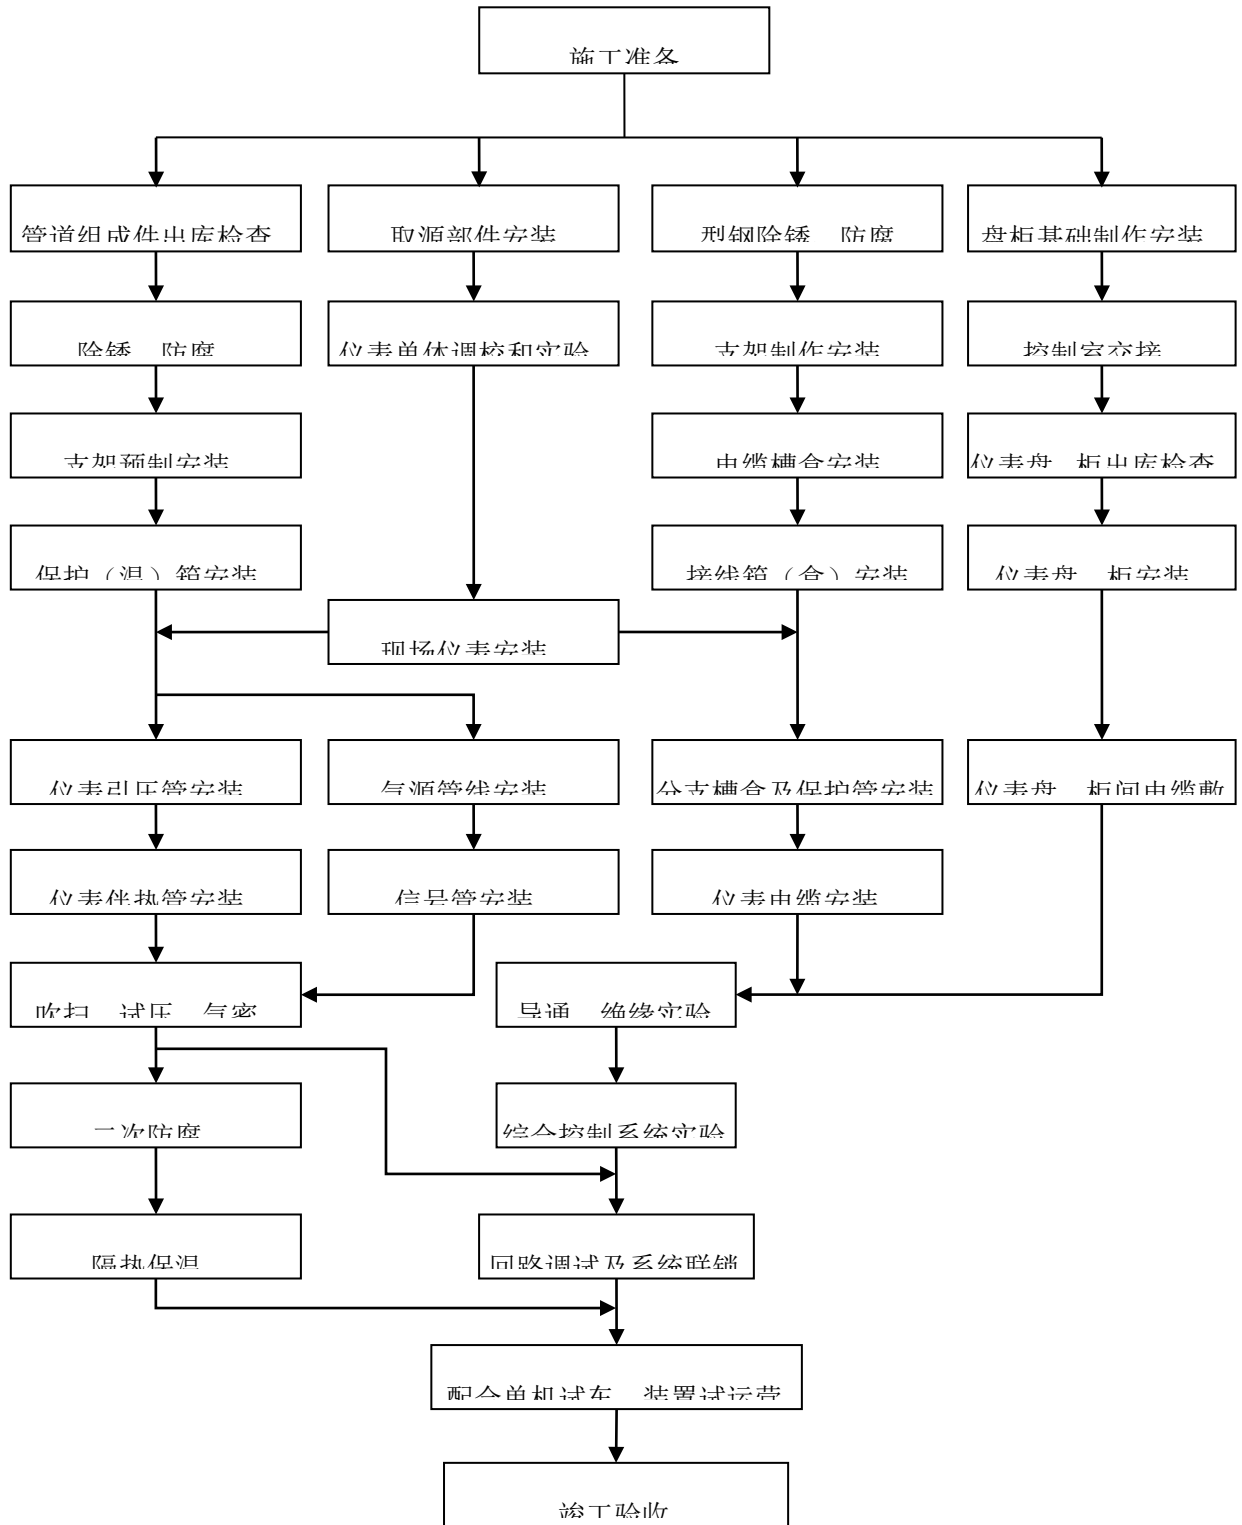 施工准备
管道组成件出库检查
取源部件安装
型钢除锈 防腐
盘柜基础制作安装
除锈 防腐
仪表单体调校和实验
支架制作安装
控制室交接
支架预制安装
电缆槽盒安装
仪表盘 柜出库检查
保护（温）箱安装
接线箱（盒）安装
仪表盘 柜安装
现场仪表安装
仪表引压管安装
气源管线安装
分支槽盒及保护管安装
仪表盘 柜间电缆敷
仪表伴热管安装
信号管安装
仪表电缆安装
吹扫 试压 气密
导通 绝缘实验
二次防腐
综合控制系统实验
隔热保温
回路调试及系统联锁
配合单机试车 装置试运营
竣工验收